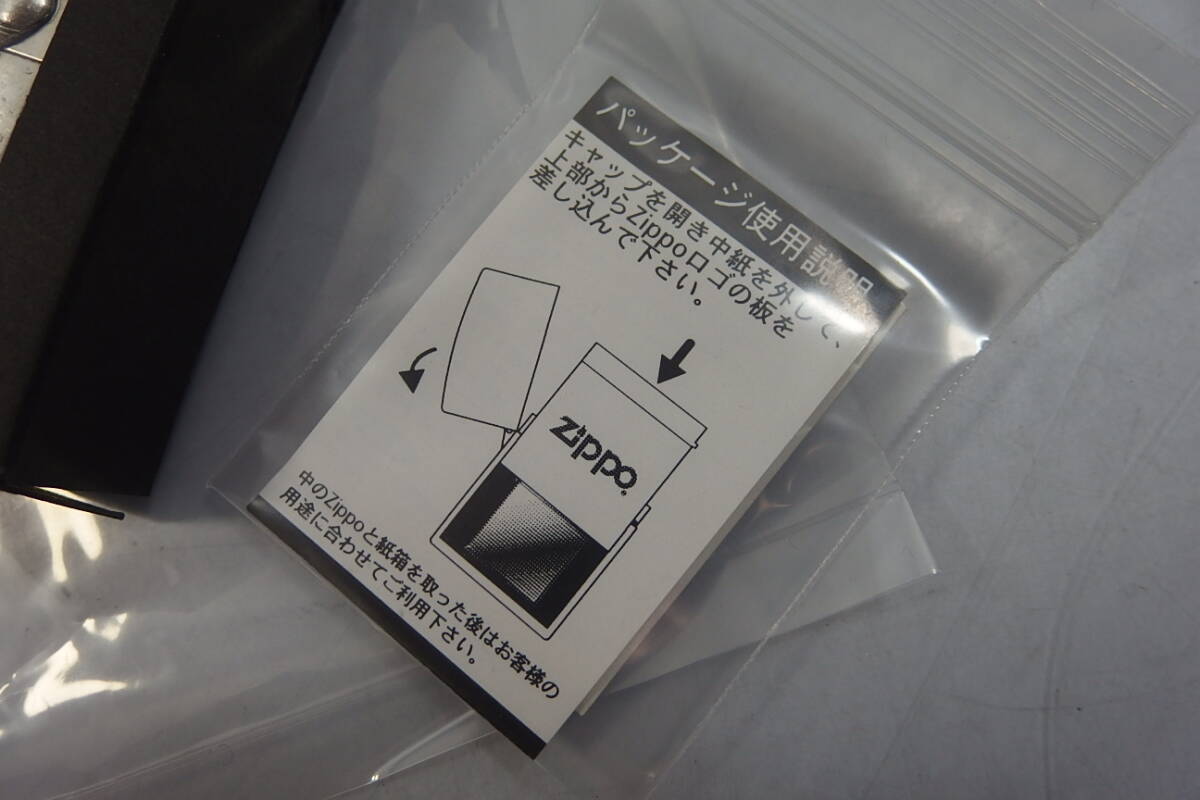 パッケージ使用説明
キャップを開き中紙を外して、
上部からZippoロゴの板を
差し込んで下さい。
Zippo
中のZippoと紙箱を取った後はお客様の
用途に合わせてご利用下さい。